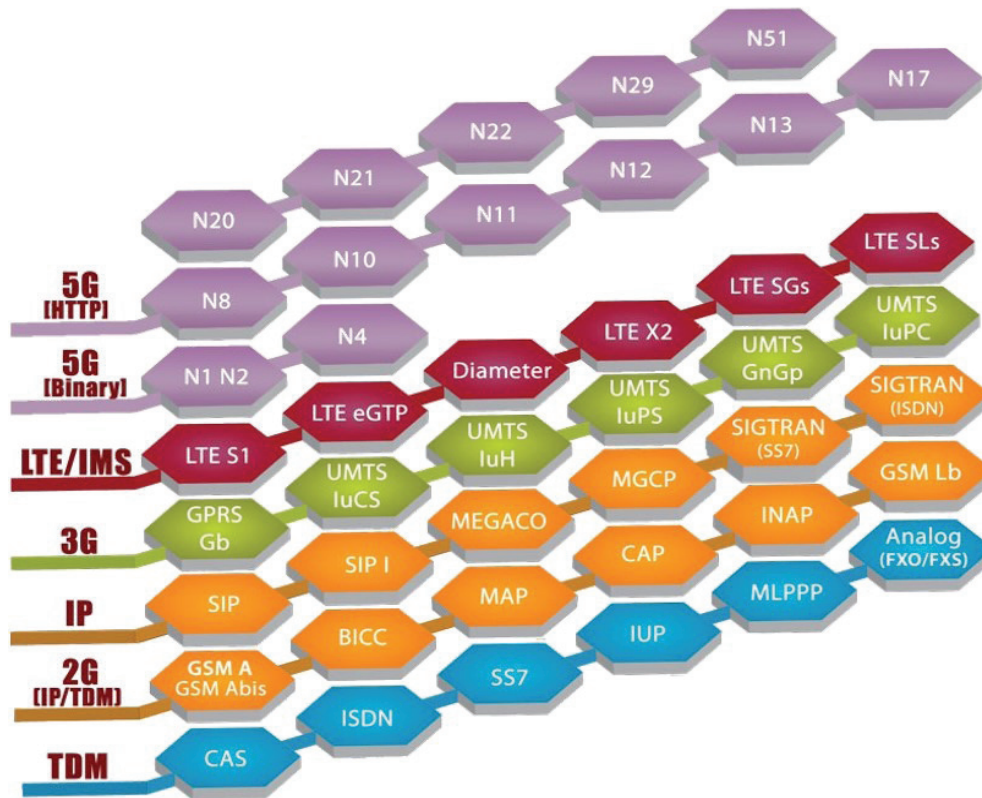 N20
N21
N22
N29
N51
5G
[HTTP]
N8
N10
N11
N12
N13
N17
5G
[Binary]
N1 N2
N4
LTE/IMS
LTE S1
LTE eGTP
Diameter
LTE X2
LTE SGs
LTE SLs
3G
GPRS
Gb
UMTS
IuCS
UMTS
IuH
UMTS
IuPS
UMTS
GnGp
UMTS
IuPC
IP
SIP
SIP I
MEGACO
MGCP
SIGTRAN
(SS7)
SIGTRAN
(ISDN)
2G
(IP/TDM)
GSM A
GSM Abis
BICC
MAP
CAP
INAP
GSM Lb
TDM
CAS
ISDN
SS7
IUP
MLPPP
Analog
(FXO/FXS)